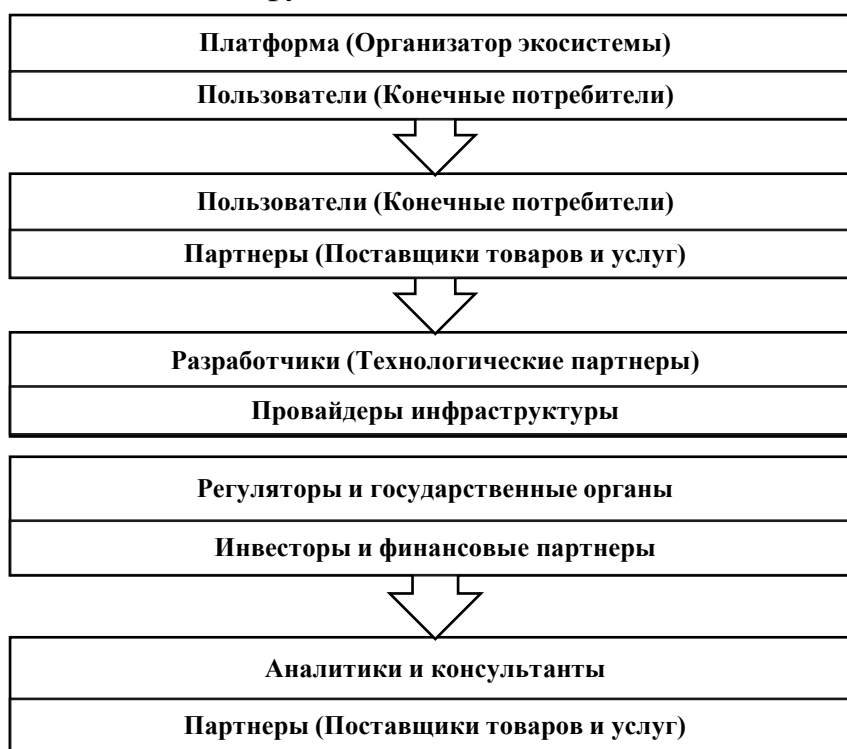 Платформа (Организатор экосистемы)
Пользователи (Конечные потребители)
Пользователи (Конечные потребители)
Партнеры (Поставщики товаров и услуг)
Разработчики (Технологические партнеры)
Провайдеры инфраструктуры
Регуляторы и государственные органы
Инвесторы и финансовые партнеры
Аналитики и консультанты
Партнеры (Поставщики товаров и услуг)